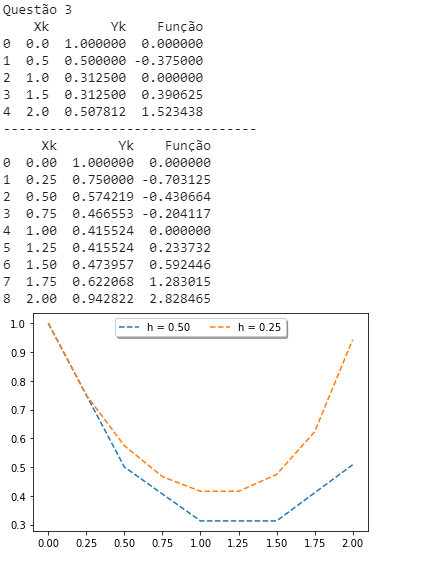 Questão 3
Xk Yk Função
0 0.0 1.000000 0.000000
1 0.5 0.500000 -0.375000
2 1.0 0.312500 0.000000
3 1.5 0.312500 0.390625
4 2.0 0.507812 1.523438
----------------------------------
Xk Yk Função
0 0.00 1.000000 0.000000
1 0.25 0.750000 -0.703125
2 0.50 0.574219 -0.430664
3 0.75 0.466553 -0.204117
4 1.00 0.415524 0.000000
5 1.25 0.415524 0.233732
6 1.50 0.473957 0.592446
7 1.75 0.622068 1.283015
8 2.00 0.942822 2.828465
h = 0.50 h = 0.25
1.0
0.9
0.8
0.7
0.6
0.5
0.4
0.3
0.00 0.25 0.50 0.75 1.00 1.25 1.50 1.75 2.00